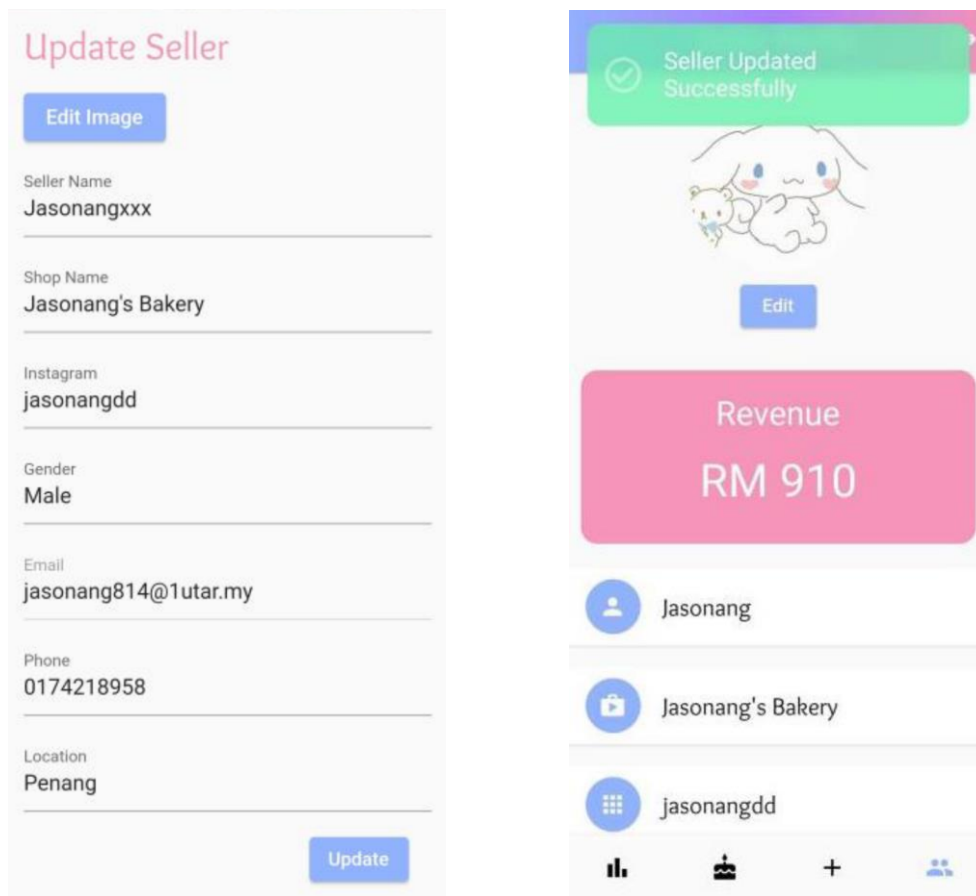 Update Seller
Edit Image
Seller Name
Jasonangxxx
Shop Name
Jasonang's Bakery
Instagram
jasonangdd
Gender
Male
Email
jasonang814@1utar.my
Phone
0174218958
Location
Penang
Update
Seller Updated
Successfully
Edit
Revenue
RM 910
Jasonang
Jasonang's Bakery
jasonangdd